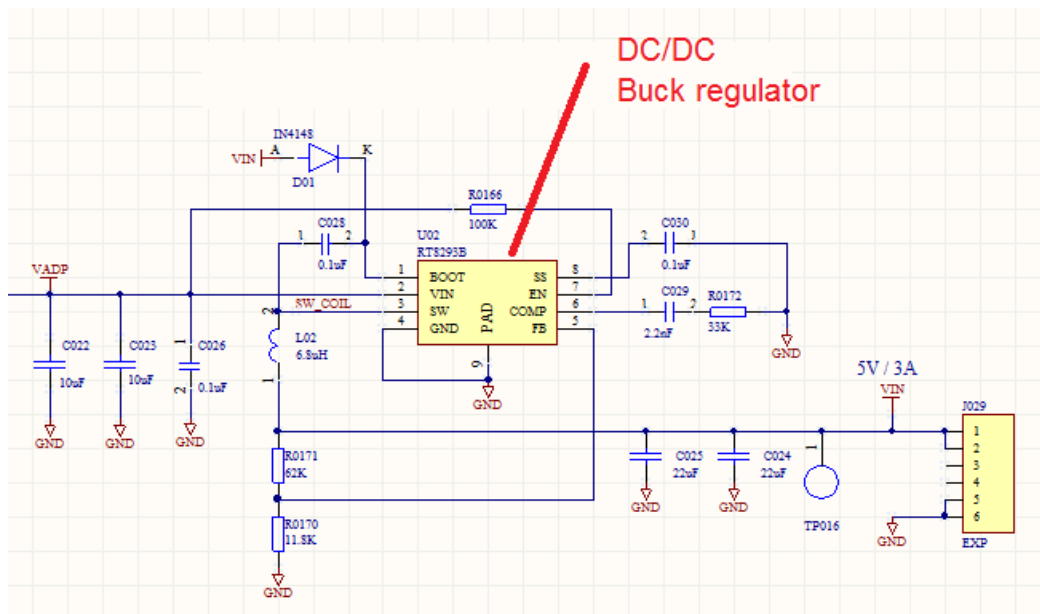 DC/DC
Buck regulator
IN4148
VIN
A
K
D01
R0166
100K
C028
1
2
0.1uF
U02
RT8293B
C030
2
1
0.1uF
VADP
1
BOOT
SS
8
2
VIN
EN
7
3
SW
COMP
6
4
GND
FB
5
PAD
9
SW_COIL
C029
1
2
2.2nF
R0172
33K
GND
2
L02
6.8uH
1
C022
10uF
C023
10uF
1
C026
2
0.1uF
GND
GND
GND
GND
5V / 3A
VIN
J029
1
2
3
4
5
6
EXP
R0171
62K
C025
22uF
C024
22uF
1
TP016
GND
GND
GND
R0170
11.8K
GND